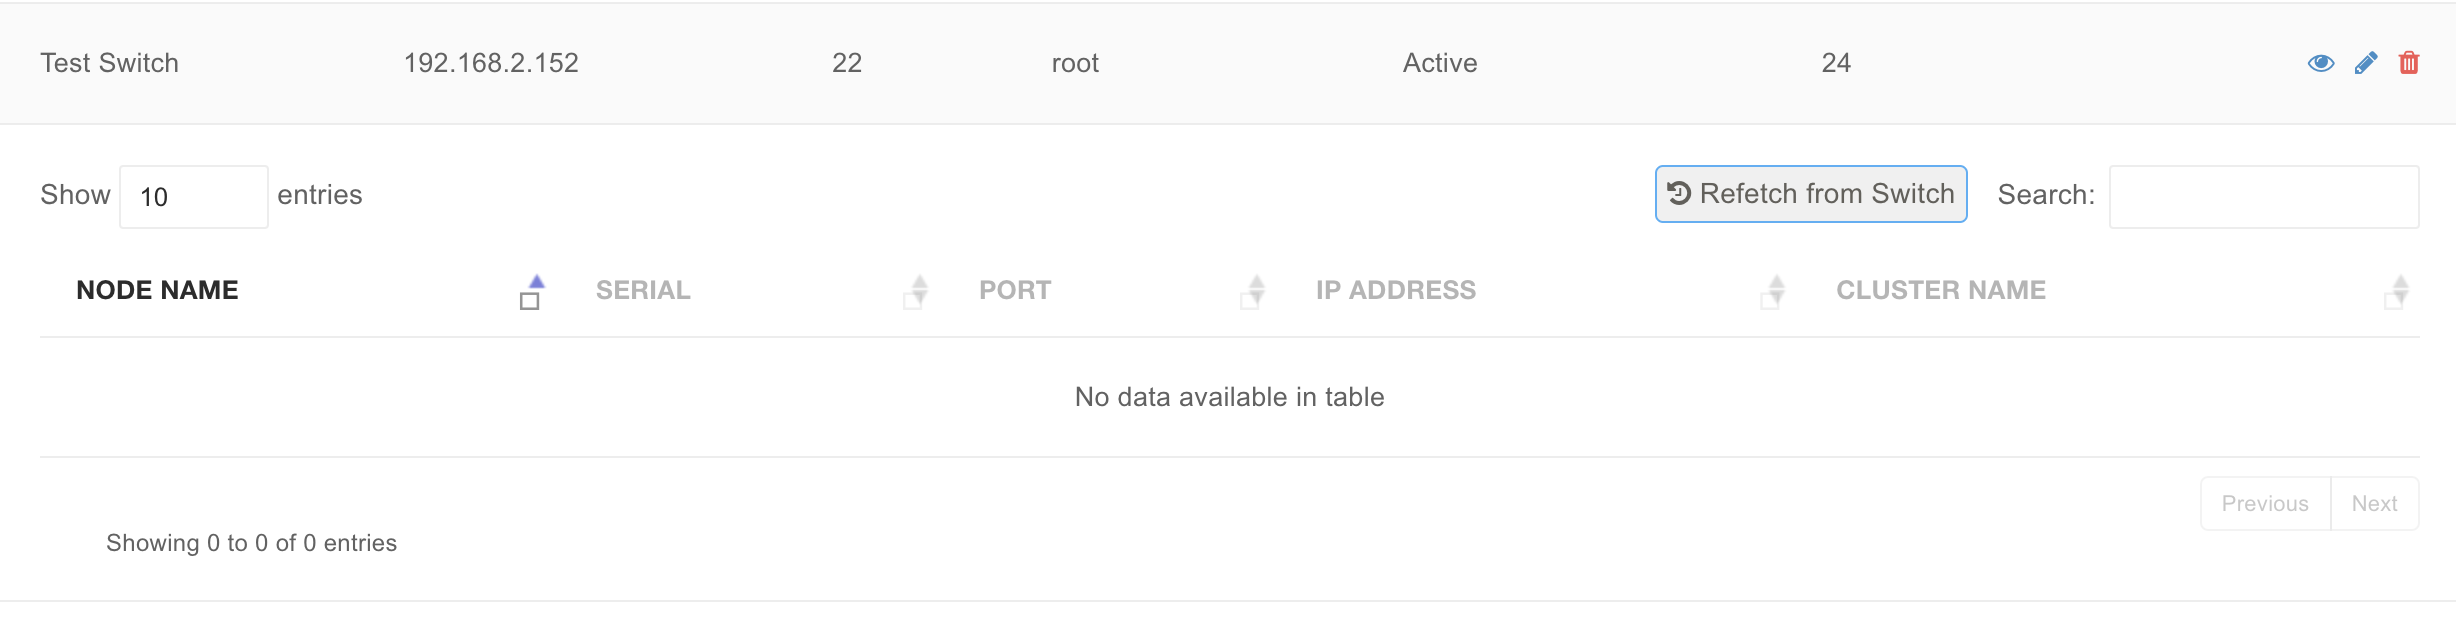 Test Switch 192.168.2.152 22 root Active 24
Show 10 entries Refetch from Switch Search:
NODE NAME SERIAL PORT IP ADDRESS CLUSTER NAME
No data available in table
Previous Next
Showing 0 to 0 of 0 entries